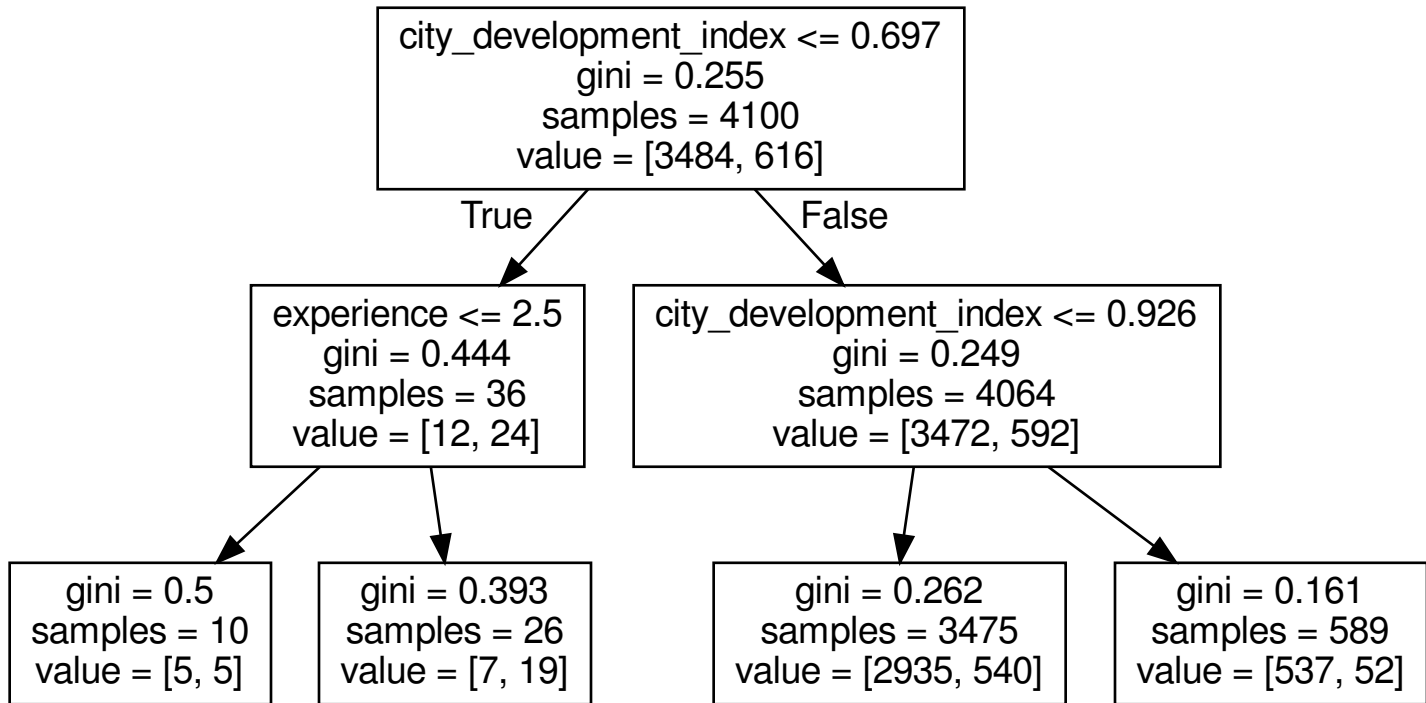 city_development_index <= 0.697
gini = 0.255
samples = 4100
value = [3484, 616]
True
False
experience <= 2.5
gini = 0.444
samples = 36
value = [12, 24]
city_development_index <= 0.926
gini = 0.249
samples = 4064
value = [3472, 592]
gini = 0.5
samples = 10
value = [5, 5]
gini = 0.393
samples = 26
value = [7, 19]
gini = 0.262
samples = 3475
value = [2935, 540]
gini = 0.161
samples = 589
value = [537, 52]